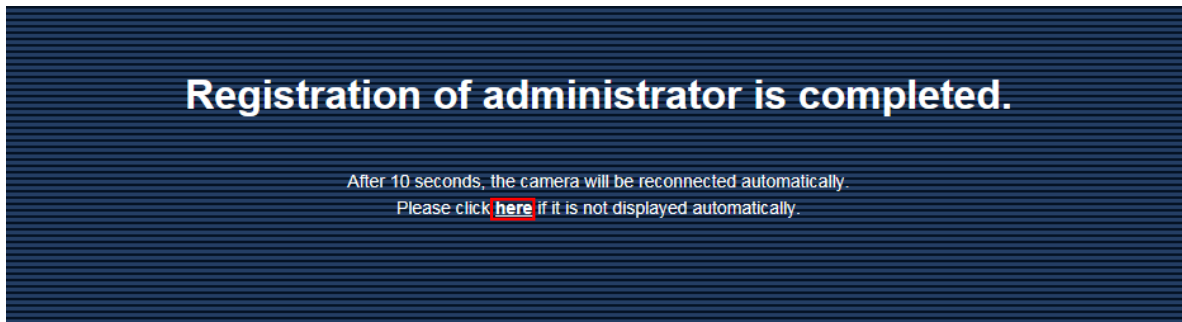 Registration of administrator is completed.
After 10 seconds, the camera will be reconnected automatically.
Please click here if it is not displayed automatically.